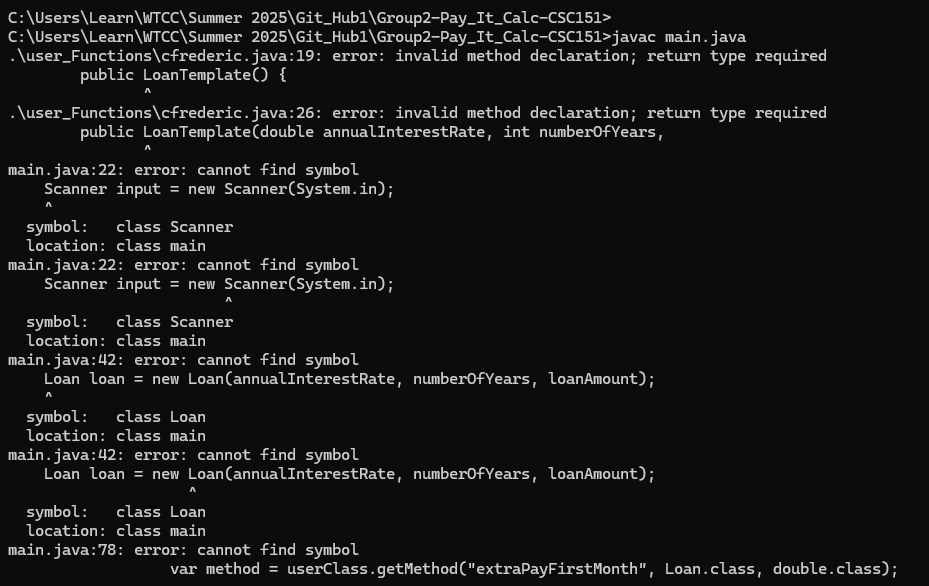 C:\Users\Learn\WTCC\Summer 2025\Git_Hub1\Group2-Pay_It_Calc-CSC151>
C:\Users\Learn\WTCC\Summer 2025\Git_Hub1\Group2-Pay_It_Calc-CSC151>javac main.java
.\user_Functions\cfrederic.java:19: error: invalid method declaration; return type required
        public LoanTemplate() {
               ^
.\user_Functions\cfrederic.java:26: error: invalid method declaration; return type required
        public LoanTemplate(double annualInterestRate, int numberOfYears,
               ^
main.java:22: error: cannot find symbol
    Scanner input = new Scanner(System.in);
    ^
  symbol:   class Scanner
  location: class main
main.java:22: error: cannot find symbol
    Scanner input = new Scanner(System.in);
                        ^
  symbol:   class Scanner
  location: class main
main.java:42: error: cannot find symbol
    Loan loan = new Loan(annualInterestRate, numberOfYears, loanAmount);
    ^
  symbol:   class Loan
  location: class main
main.java:42: error: cannot find symbol
    Loan loan = new Loan(annualInterestRate, numberOfYears, loanAmount);
                    ^
  symbol:   class Loan
  location: class main
main.java:78: error: cannot find symbol
                  var method = userClass.getMethod("extraPayFirstMonth", Loan.class, double.class);